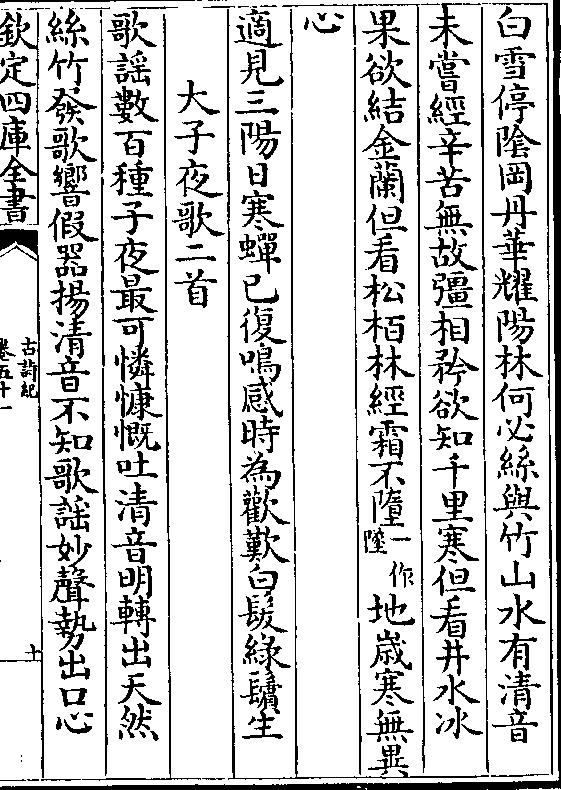 白雪停隂岡丹華耀陽林何必絲與竹山水有清音
未嘗經辛苦無故彊相矜欲知千里寒但看井水冰
果欲結金蘭但看松栢林經霜不墮一作隆地歳寒無異
心
適見三陽日寒蟬已復鳴感時為歡歎白髪緑鬢生
大子夜歌二首
歌謡數百種子夜最可憐慷慨吐清音明轉出天然
絲竹發歌響假器揚清音不知歌謡妙聲勢出口心
欽定四庫全書
古詩紀
卷五十一
十